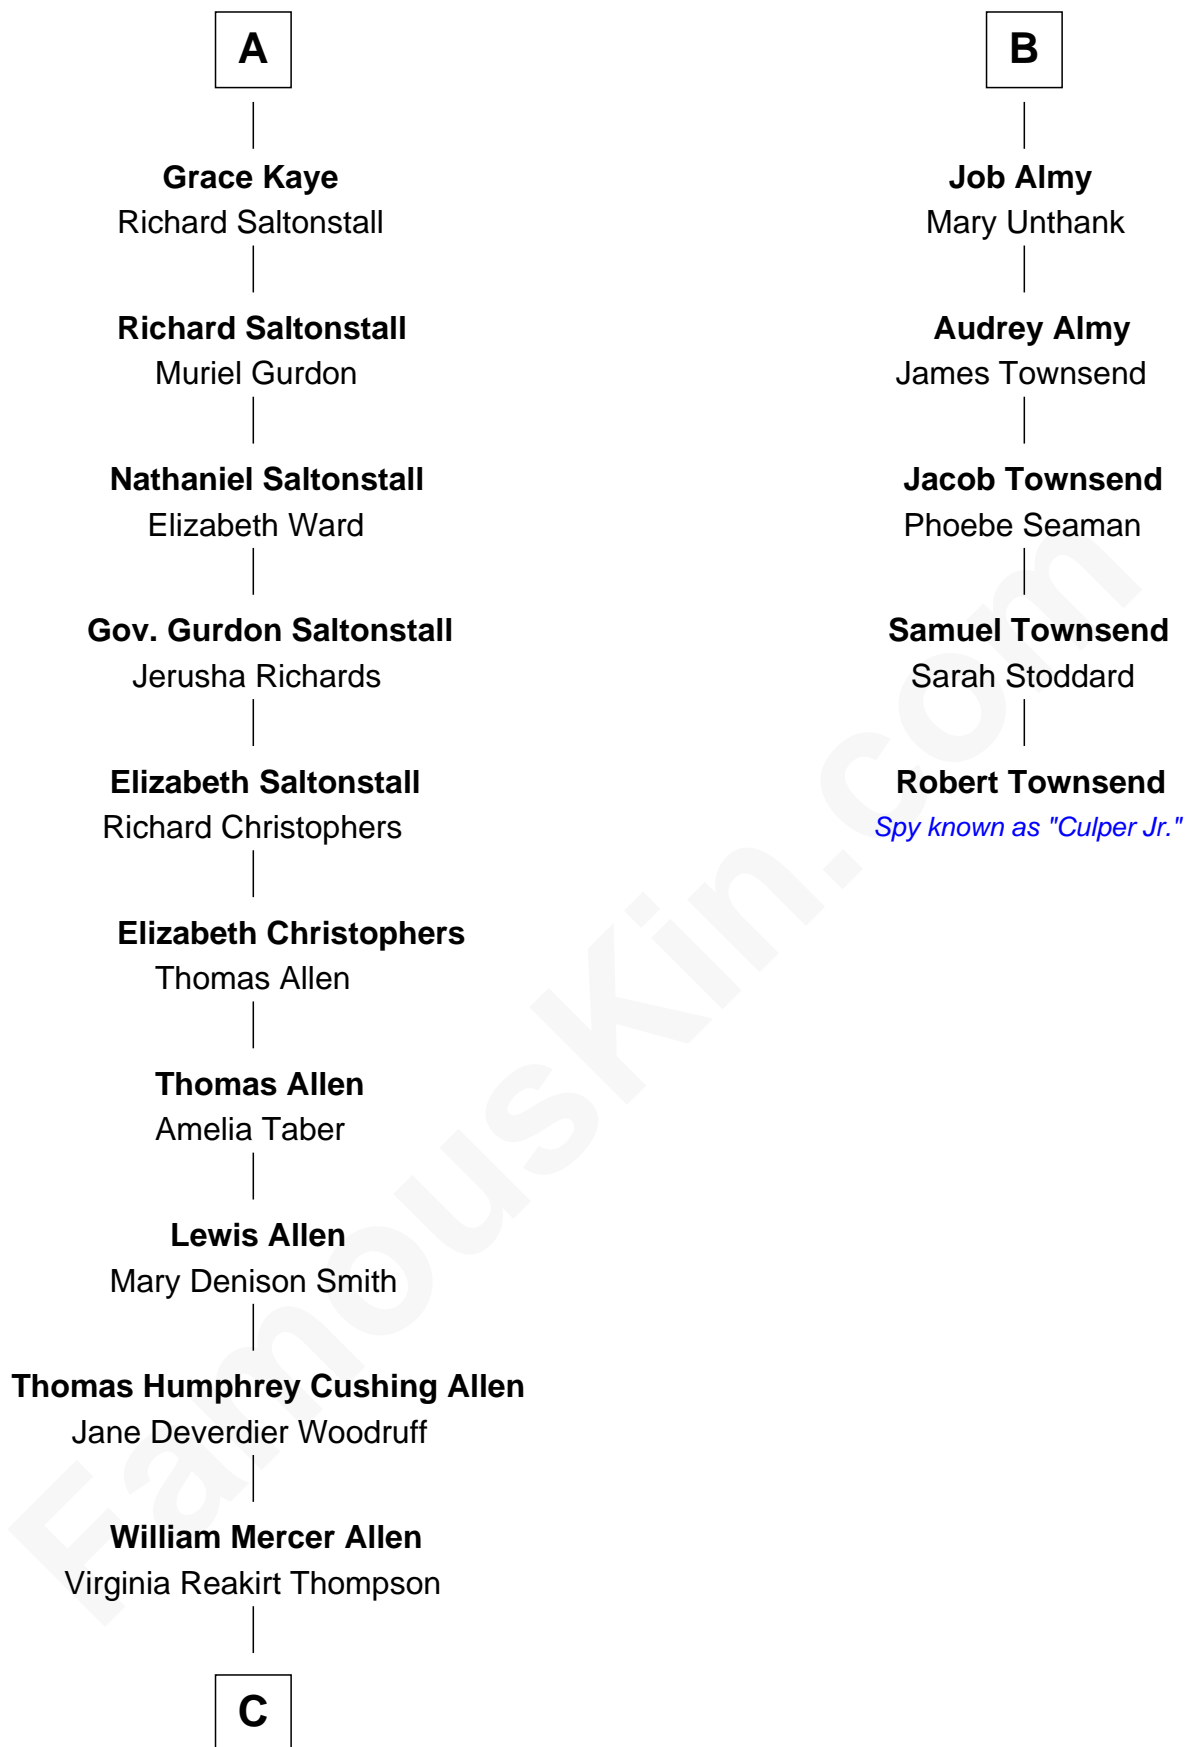 A
Grace Kaye
Richard Saltonstall
Richard Saltonstall
Muriel Gurdon
Nathaniel Saltonstall
Elizabeth Ward
Gov. Gurdon Saltonstall
Jerusha Richards
Elizabeth Saltonstall
Richard Christophers
Elizabeth Christophers
Thomas Allen
Thomas Allen
Amelia Taber
Lewis Allen
Mary Denison Smith
Thomas Humphrey Cushing Allen
Jane Deverdier Woodruff
William Mercer Allen
Virginia Reakirt Thompson
C
B
Job Almy
Mary Unthank
Audrey Almy
James Townsend
Jacob Townsend
Phoebe Seaman
Samuel Townsend
Sarah Stoddard
Robert Townsend
Spy known as "Culper Jr."
FamousKin.com